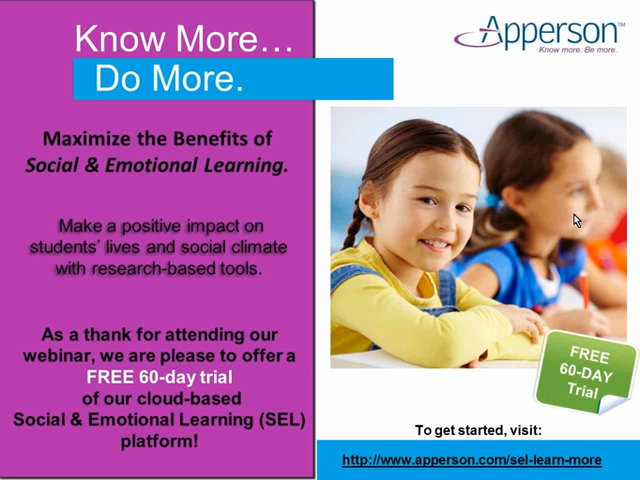 Know More…
Do More.
Maximize the Benefits of
Social & Emotional Learning.
Make a positive impact on
students' lives and social climate
with research-based tools.
As a thank for attending our
webinar, we are please to offer a
FREE 60-day trial
of our cloud-based
Social & Emotional Learning (SEL)
platform!
Apperson™
Know more. Be more.
FREE
60-DAY
Trial
To get started, visit:
http://www.apperson.com/sel-learn-more